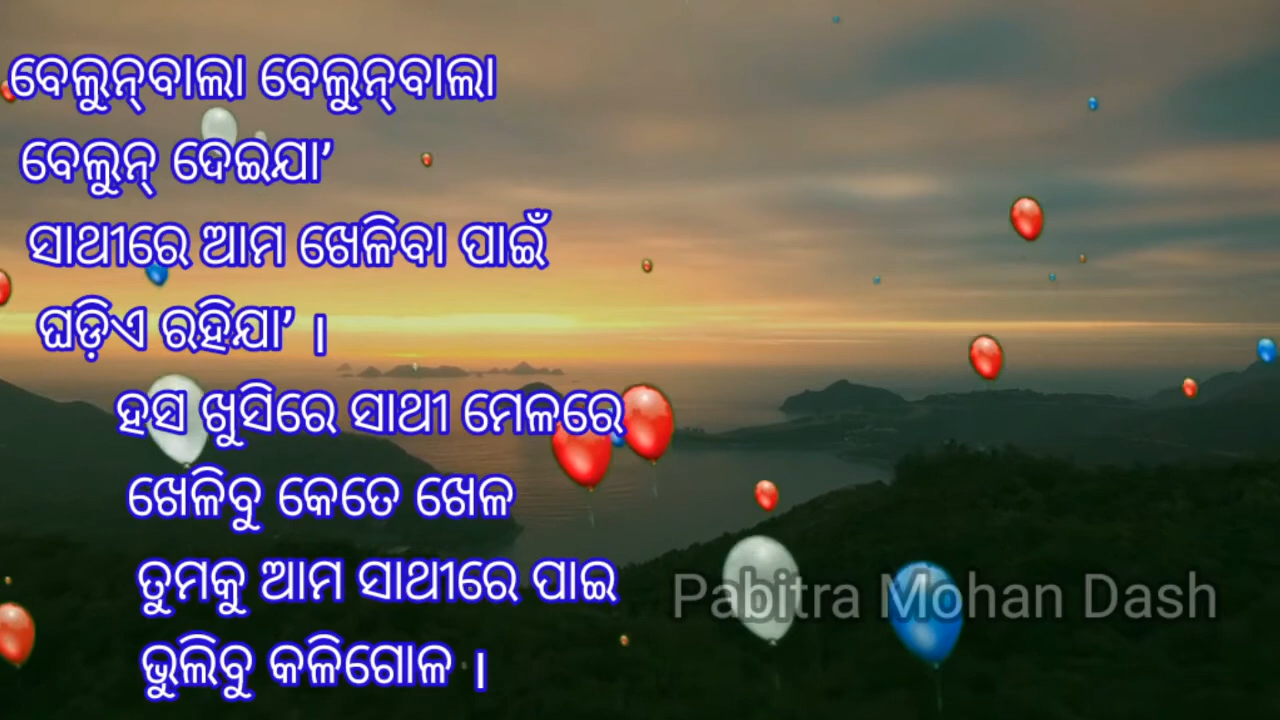 ବେଲୁନ୍‌ବାଲା ବେଲୁନ୍‌ବାଲା
ବେଲୁନ୍ ଦେଇଯା’
ସାଥୀରେ ଆମ ଖେଳିବା ପାଇଁ
ଘଡ଼ିଏ ରହିଯା’ ।
ହସ ଖୁସିରେ ସାଥୀ ମେଳରେ
ଖେଳିବୁ କେତେ ଖେଳ
ତୁମକୁ ଆମ ସାଥୀରେ ପାଇ
ଭୁଲିବୁ କଳିଗୋଳ ।
Pabitra Mohan Dash